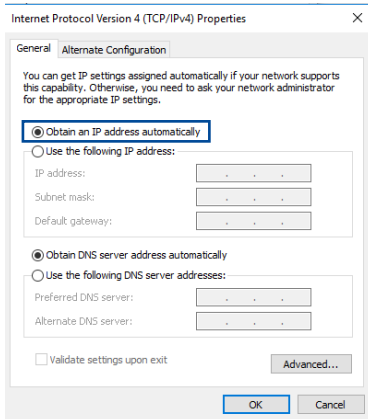 Internet Protocol Version 4 (TCP/IPv4) Properties
General
Alternate Configuration
You can get IP settings assigned automatically if your network supports
this capability. Otherwise, you need to ask your network administrator
for the appropriate IP settings.
Obtain an IP address automatically
Use the following IP address:
IP address:
Subnet mask:
Default gateway:
Obtain DNS server address automatically
Use the following DNS server addresses:
Preferred DNS server:
Alternate DNS server:
Validate settings upon exit
Advanced...
OK
Cancel